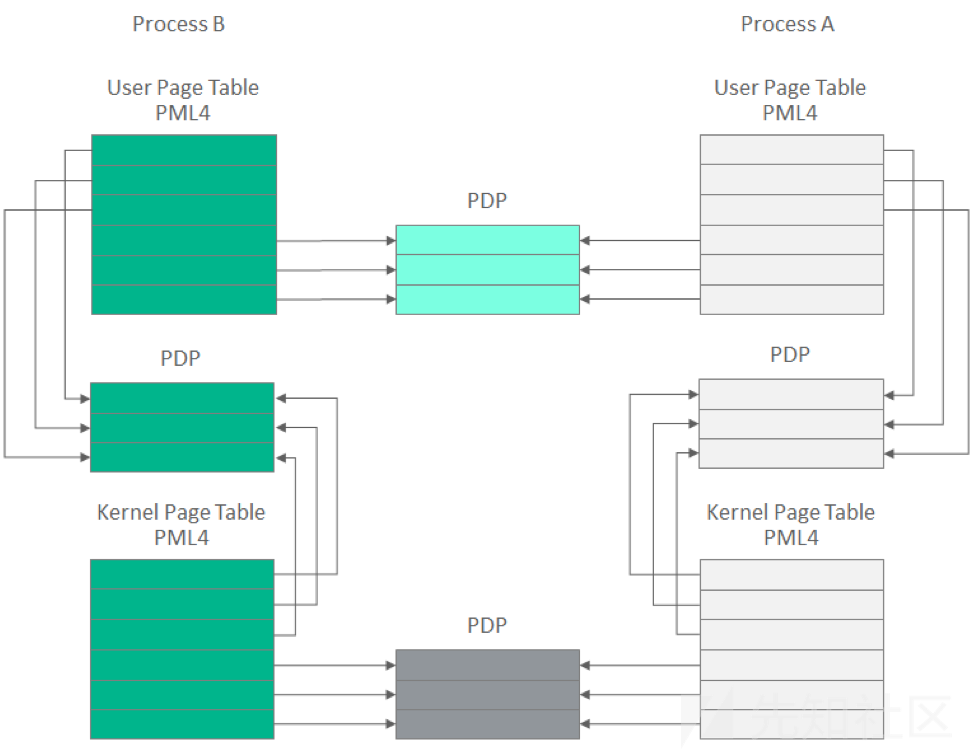 Process B
Process A
User Page Table
PML4
User Page Table
PML4
PDP
PDP
PDP
Kernel Page Table
PML4
Kernel Page Table
PML4
PDP
先知社区